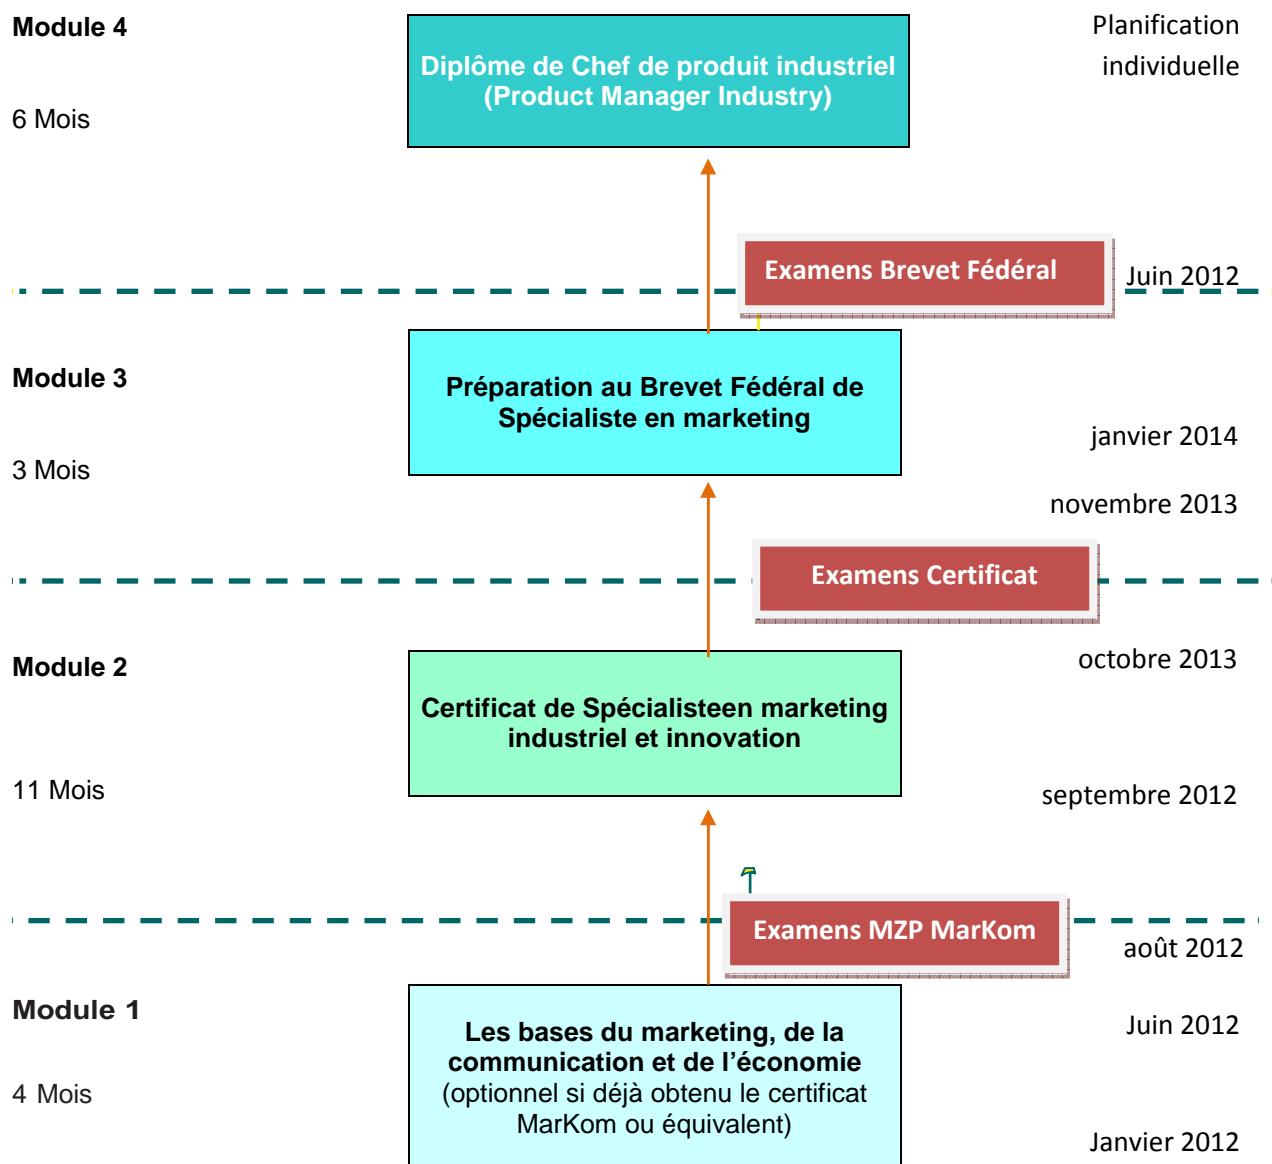 Module 4
Diplôme de Chef de produit industriel
(Product Manager Industry)
Planification
individuelle
6 Mois
Examens Brevet Fédéral
Juin 2012
Module 3
Préparation au Brevet Fédéral de
Spécialiste en marketing
janvier 2014
3 Mois
novembre 2013
Examens Certificat
Module 2
octobre 2013
Certificat de Spécialisteen marketing
industriel et innovation
11 Mois
septembre 2012
Examens MZP MarKom
août 2012
Module 1
Les bases du marketing, de la
communication et de l’économie
(optionnel si déjà obtenu le certificat
MarKom ou équivalent)
Juin 2012
4 Mois
Janvier 2012